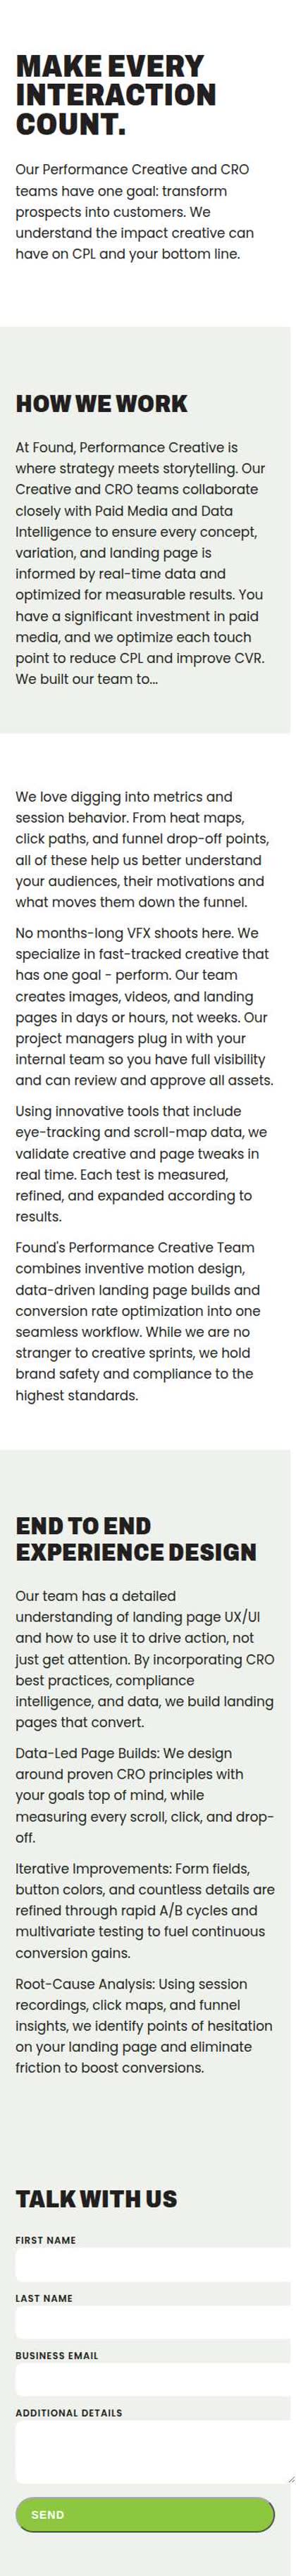 MAKE EVERY
INTERACTION
COUNT.
Our Performance Creative and CRO
teams have one goal: transform
prospects into customers. We
understand the impact creative can
have on CPL and your bottom line.
HOW WE WORK
At Found, Performance Creative is
where strategy meets storytelling. Our
Creative and CRO teams collaborate
closely with Paid Media and Data
Intelligence to ensure every concept,
variation, and landing page is
informed by real-time data and
optimized for measurable results. You
have a significant investment in paid
media, and we optimize each touch
point to reduce CPL and improve CVR.
We built our team to...
We love digging into metrics and
session behavior. From heat maps,
click paths, and funnel drop-off points,
all of these help us better understand
your audiences, their motivations and
what moves them down the funnel.
No months-long VFX shoots here. We
specialize in fast-tracked creative that
has one goal - perform. Our team
creates images, videos, and landing
pages in days or hours, not weeks. Our
project managers plug in with your
internal team so you have full visibility
and can review and approve all assets.
Using innovative tools that include
eye-tracking and scroll-map data, we
validate creative and page tweaks in
real time. Each test is measured,
refined, and expanded according to
results.
Found's Performance Creative Team
combines inventive motion design,
data-driven landing page builds and
conversion rate optimization into one
seamless workflow. While we are no
stranger to creative sprints, we hold
brand safety and compliance to the
highest standards.
END TO END
EXPERIENCE DESIGN
Our team has a detailed
understanding of landing page UX/UI
and how to use it to drive action, not
just get attention. By incorporating CRO
best practices, compliance
intelligence, and data, we build landing
pages that convert.
Data-Led Page Builds: We design
around proven CRO principles with
your goals top of mind, while
measuring every scroll, click, and drop-
off.
Iterative Improvements: Form fields,
button colors, and countless details are
refined through rapid A/B cycles and
multivariate testing to fuel continuous
conversion gains.
Root-Cause Analysis: Using session
recordings, click maps, and funnel
insights, we identify points of hesitation
on your landing page and eliminate
friction to boost conversions.
TALK WITH US
FIRST NAME
LAST NAME
BUSINESS EMAIL
ADDITIONAL DETAILS
SEND